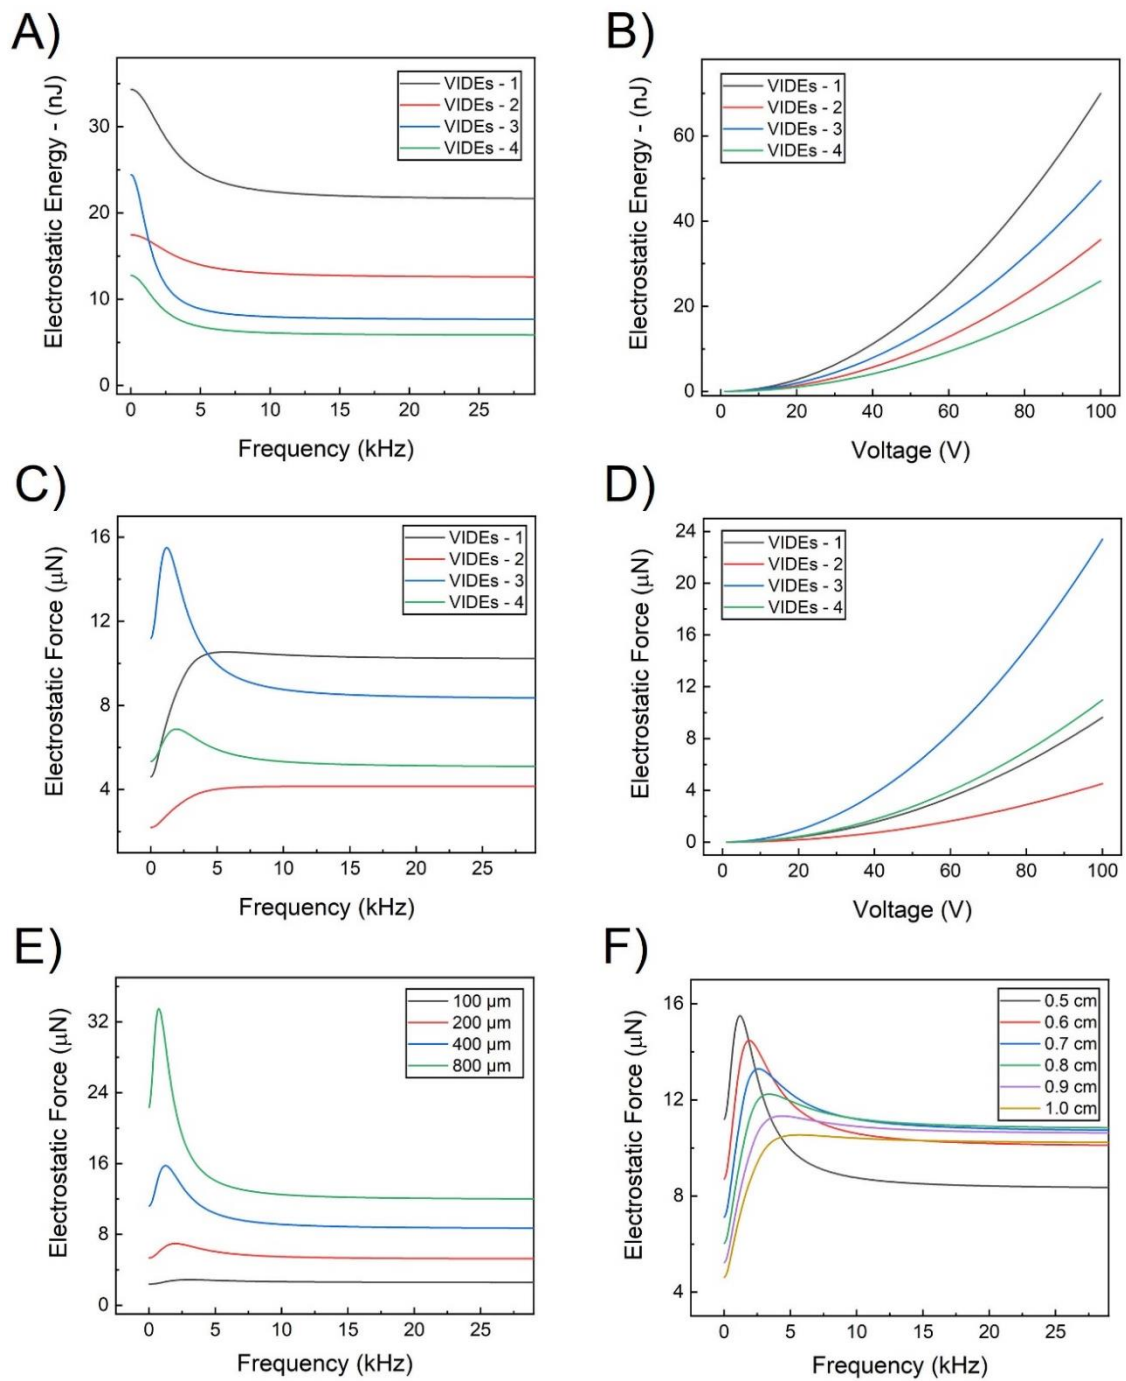 A)
Electrostatic Energy - (nJ)
30
20
10
0
VIDEs - 1
VIDEs - 2
VIDEs - 3
VIDEs - 4
0 5 10 15 20 25
Frequency (kHz)
B)
Electrostatic Energy - (nJ)
60
40
20
0
VIDEs - 1
VIDEs - 2
VIDEs - 3
VIDEs - 4
0 20 40 60 80 100
Voltage (V)
C)
Electrostatic Force (μN)
16
12
8
4
VIDEs - 1
VIDEs - 2
VIDEs - 3
VIDEs - 4
0 5 10 15 20 25
Frequency (kHz)
D)
Electrostatic Force (μN)
24
20
16
12
8
4
0
VIDEs - 1
VIDEs - 2
VIDEs - 3
VIDEs - 4
0 20 40 60 80 100
Voltage (V)
E)
Electrostatic Force (μN)
32
24
16
8
0
100 μm
200 μm
400 μm
800 μm
0 5 10 15 20 25
Frequency (kHz)
F)
Electrostatic Force (μN)
16
12
8
4
0.5 cm
0.6 cm
0.7 cm
0.8 cm
0.9 cm
1.0 cm
0 5 10 15 20 25
Frequency (kHz)